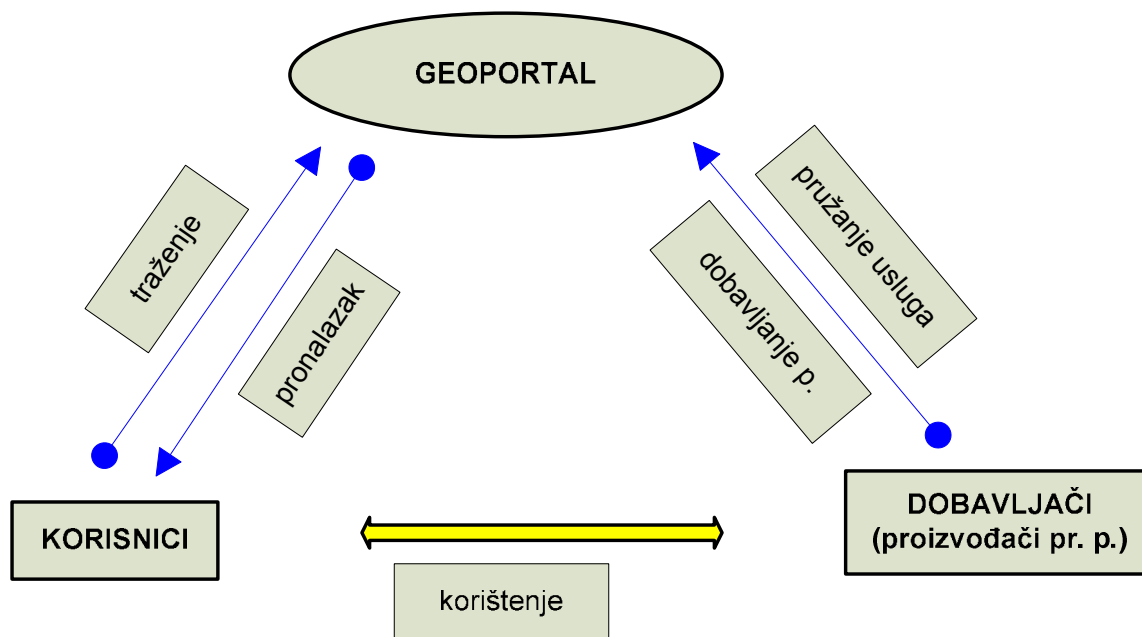 GEOPORTAL
traženje
pronalazak
pružanje usluga
dobavljanje p.
KORISNICI
DOBAVLJAČI
(proizvođači pr. p.)
korištenje